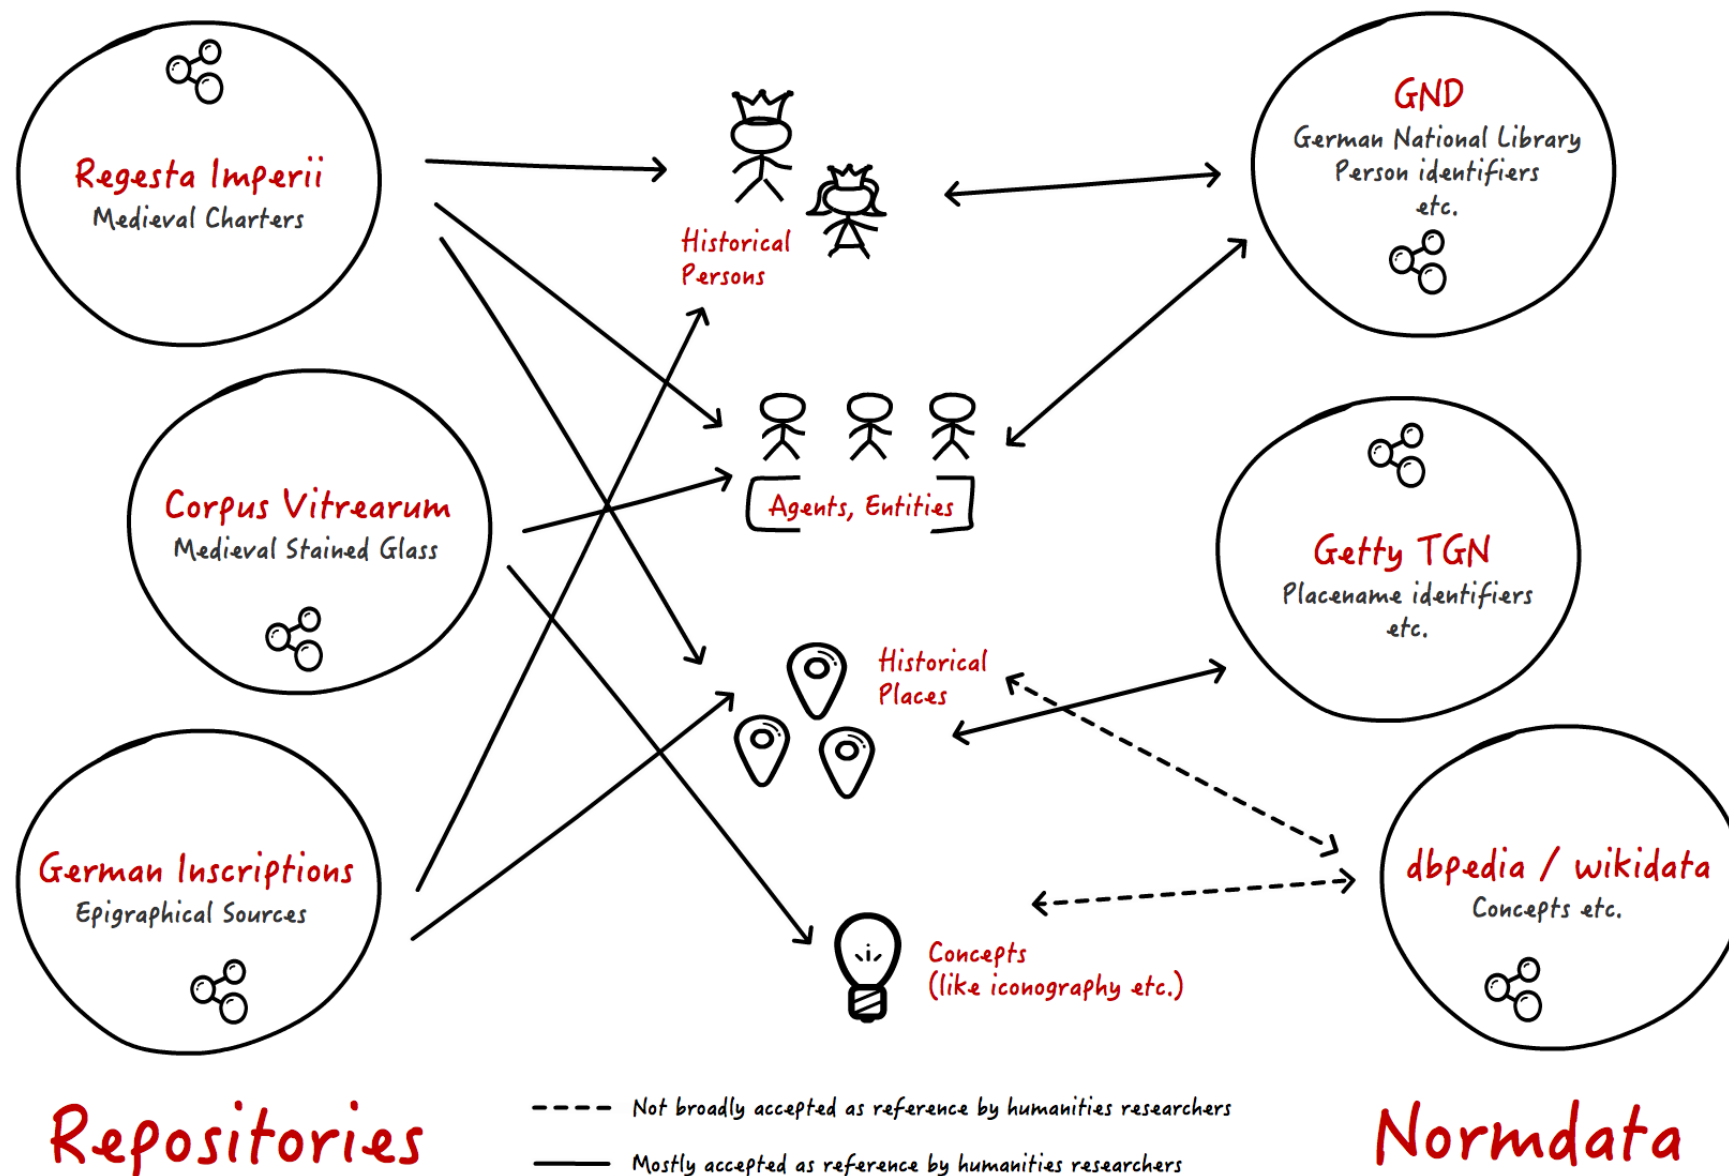 Regesta Imperii
Medieval Charters
Corpus Vitrearum
Medieval Stained Glass
German Inscriptions
Epigraphical Sources
Repositories
Historical
Persons
Agents, Entities
Historical
Places
Concepts
(like iconography etc.)
GND
German National Library
Person identifiers
etc.
Getty TGN
Placename identifiers
etc.
dbpedia / wikidata
Concepts etc.
Normdata
Not broadly accepted as reference by humanities researchers
Mostly accepted as reference by humanities researchers